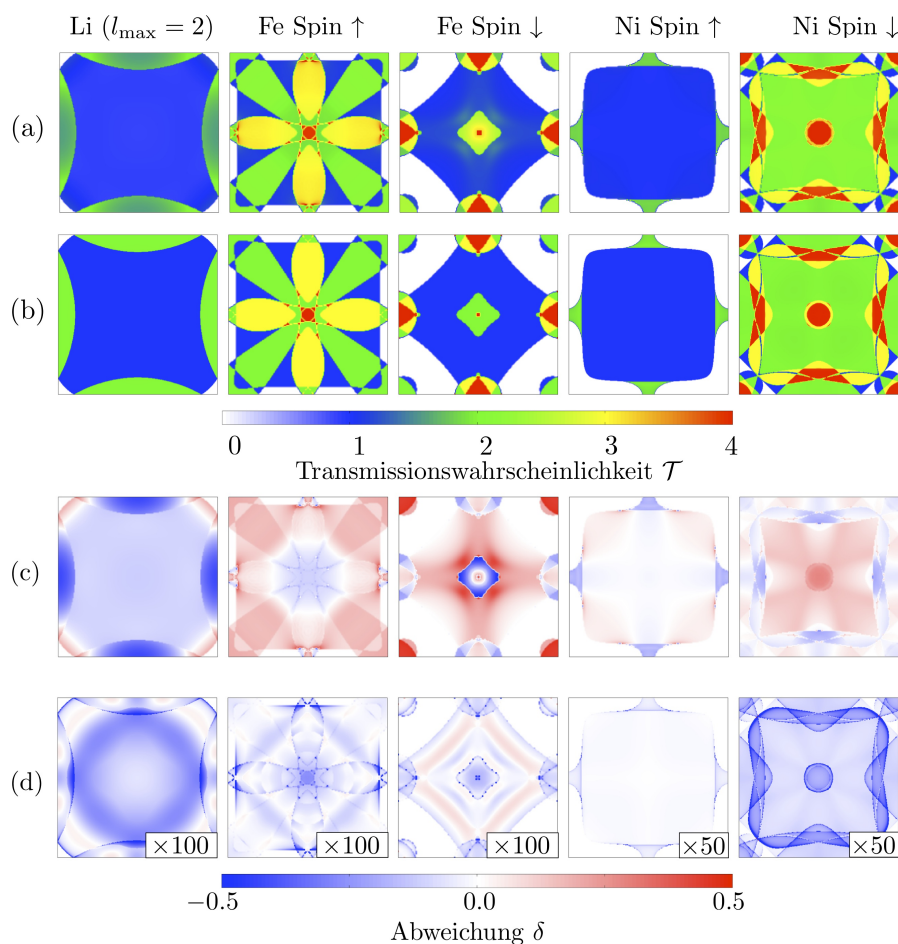 Li (l_max = 2) Fe Spin ↑ Fe Spin ↓ Ni Spin ↑ Ni Spin ↓
(a)
(b)
0 1 2 3 4
Transmissionswahrscheinlichkeit 𝒯
(c)
(d)
×100 ×100 ×100 ×50 ×50
−0.5 0.0 0.5
Abweichung δ